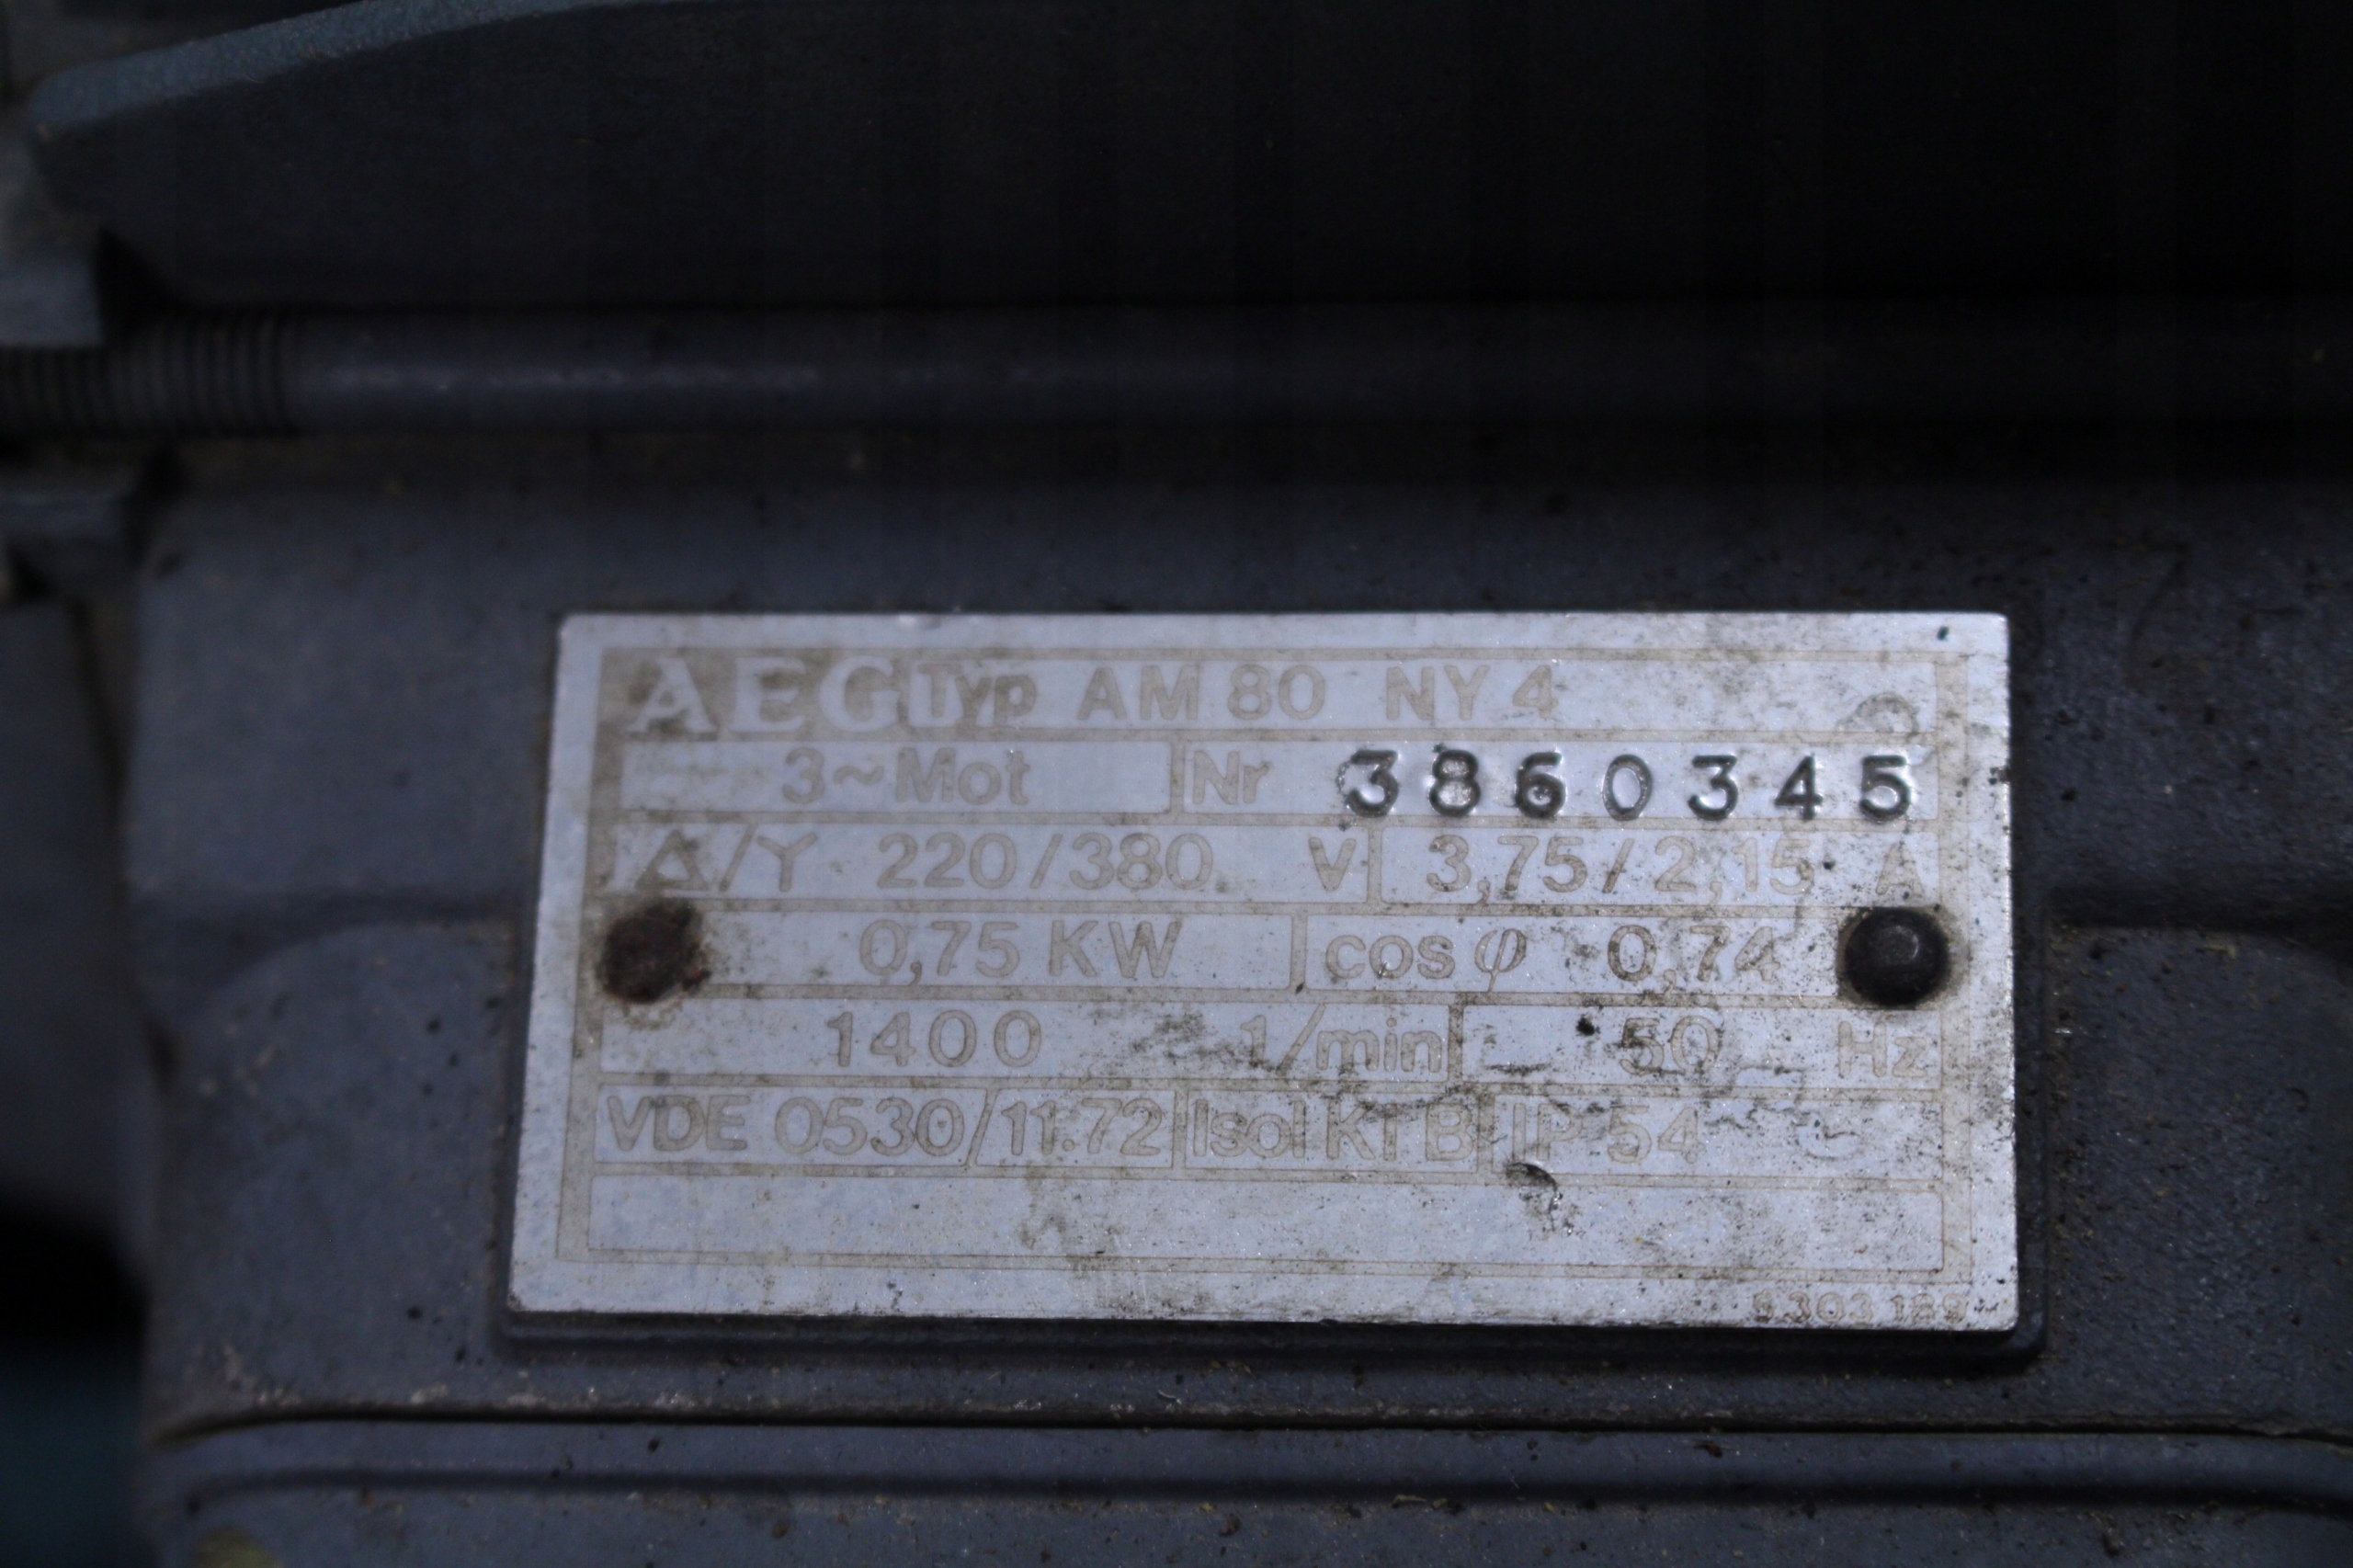 AEG Typ AM 80 NY 4
3~Mot Nr 3860345
Δ/Y 220/380 V 3,75/2,15 A
0,75 KW cos φ 0,74
1400 1/min 50 Hz
VDE 0530/11.72 Isol Kl B IP 54
5303189